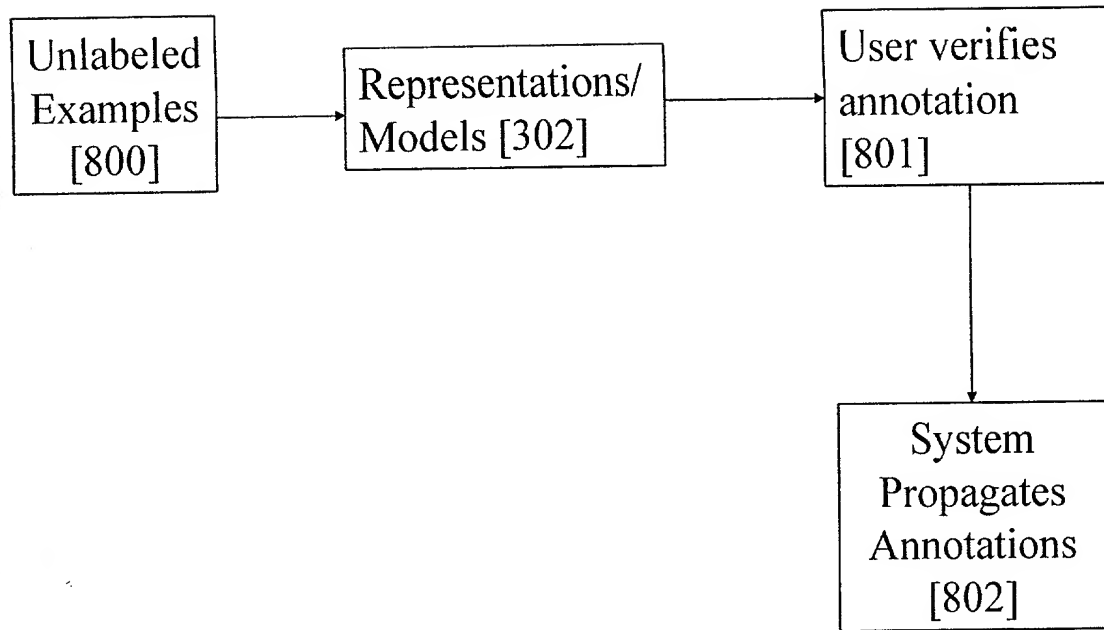 Unlabeled
Examples
[800]
Representations/
Models [302]
User verifies
annotation
[801]
System
Propagates
Annotations
[802]